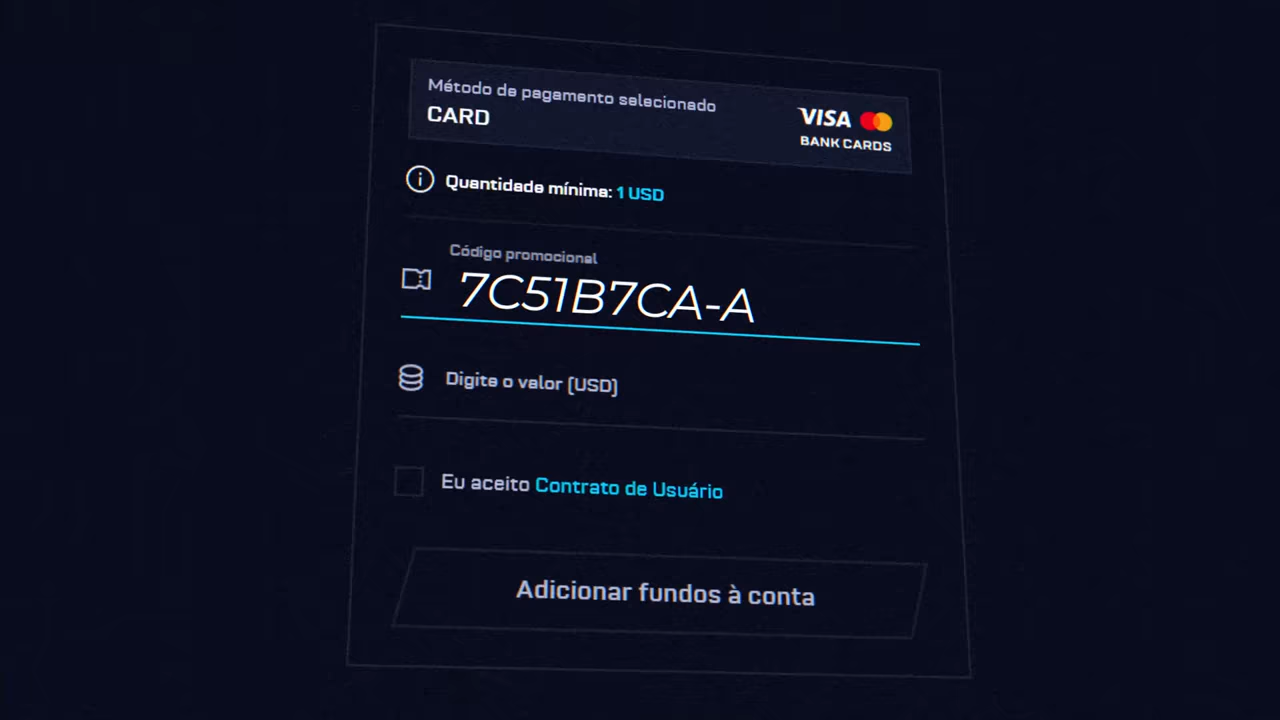 Método de pagamento selecionado
CARD
VISA
BANK CARDS
Quantidade mínima: 1 USD
Código promocional
7C51B7CA-A
Digite o valor (USD)
Eu aceito Contrato de Usuário
Adicionar fundos à conta